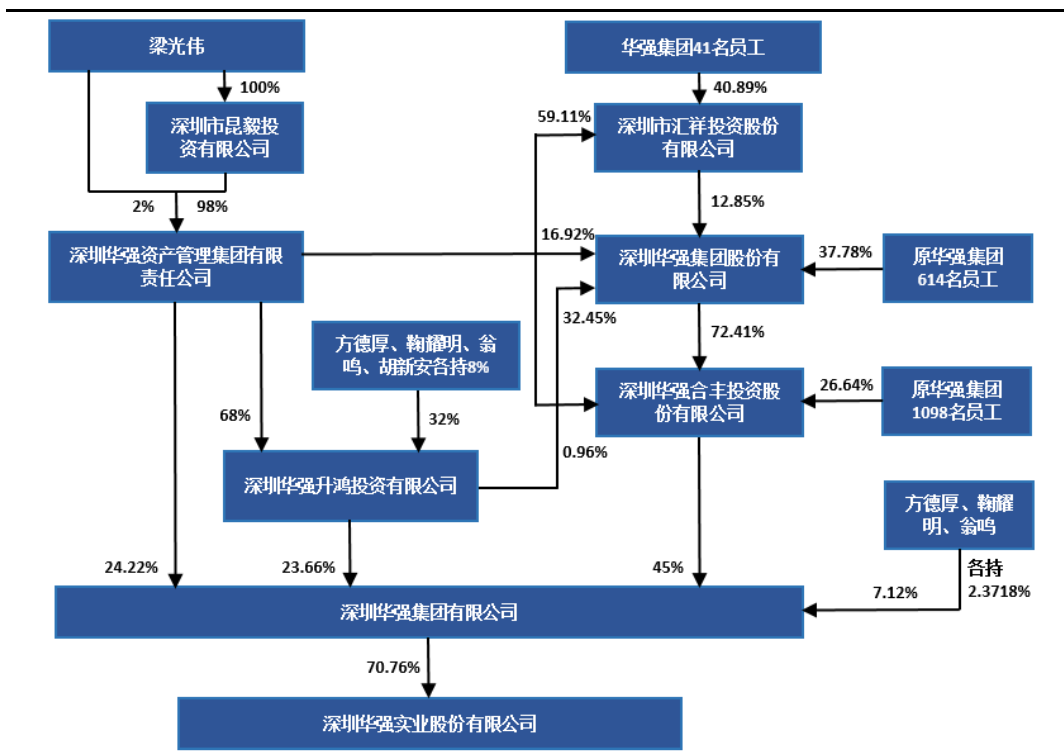 梁光伟
华强集团41名员工
100%
40.89%
深圳市昆毅投
资有限公司
59.11%
深圳市汇祥投资股份
有限公司
2%
98%
12.85%
深圳华强资产管理集团有限
责任公司
16.92%
深圳华强集团股份有
限公司
37.78%
原华强集团
614名员工
32.45%
72.41%
方德厚、鞠耀明、翁
鸣、胡新安各持8%
深圳华强合丰投资股
份有限公司
26.64%
原华强集团
1098名员工
68%
32%
0.96%
深圳华强升鸿投资有限公司
方德厚、鞠耀
明、翁鸣
24.22%
23.66%
45%
各持
7.12%
2.3718%
深圳华强集团有限公司
70.76%
深圳华强实业股份有限公司